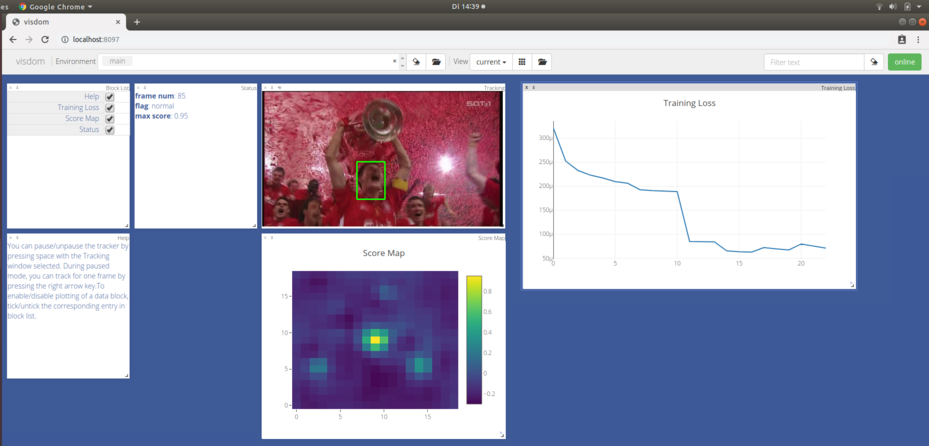 es
Google Chrome
Di 14:39
visdom
localhost:8097
visdom
Environment
main
View
current
Filter text
online
Block List
Help
Training Loss
Score Map
Status
Status
frame num: 85
flag: normal
max score: 0.95
Tracking
SAT.1
Training Loss
Training Loss
300µ
250µ
200µ
150µ
100µ
50µ
0
5
10
15
20
Help
You can pause/unpause the tracker by
pressing space with the Tracking
window selected. During paused
mode, you can track for one frame by
pressing the right arrow key.To
enable/disable plotting of a data block,
tick/untick the corresponding entry in
block list.
Score Map
Score Map
15
10
5
0
0
5
10
15
0.8
0.6
0.4
0.2
0
-0.2